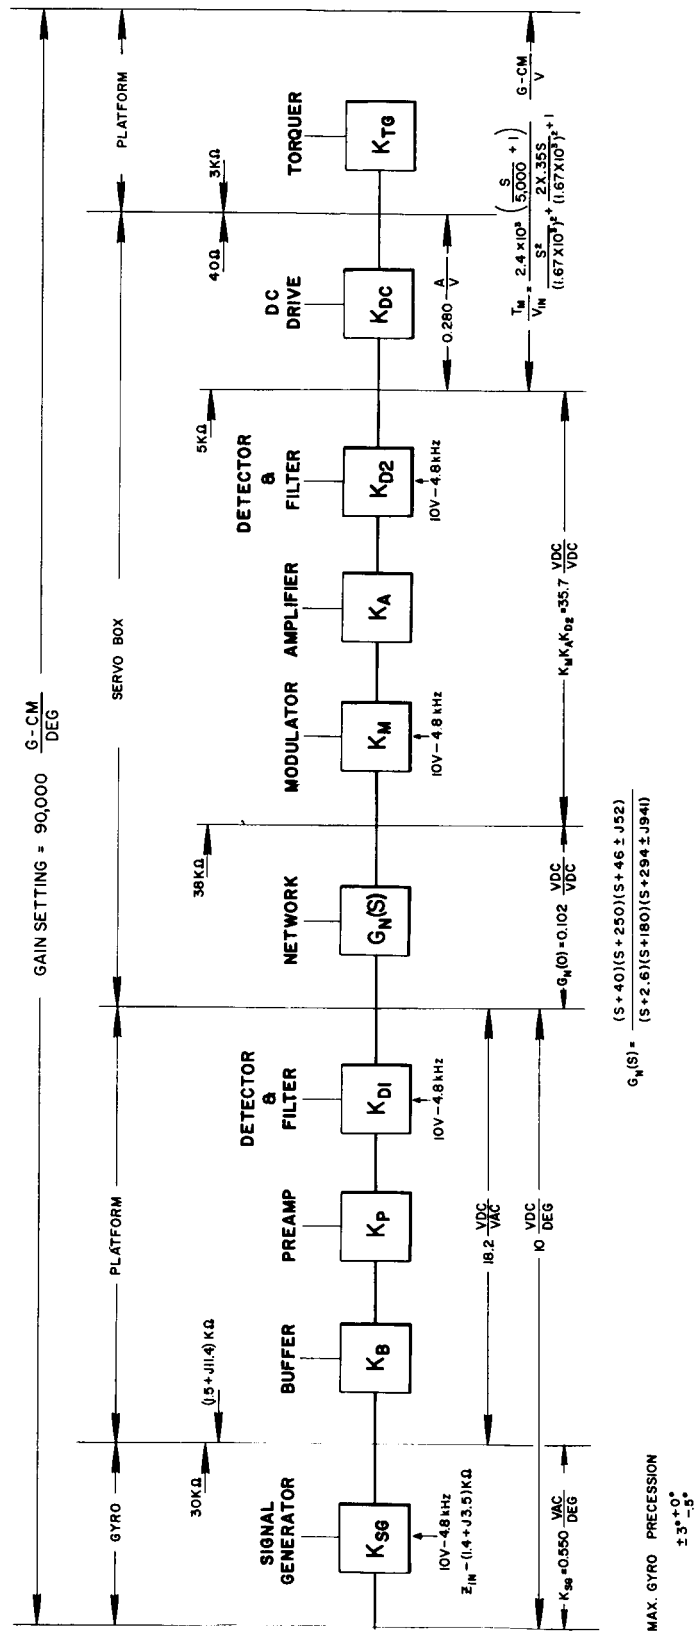 GAIN SETTING = 90,000 G-CM/DEG
GYRO
PLATFORM
SERVO BOX
PLATFORM
30KΩ
(1.5+J11.4) KΩ
38KΩ
5KΩ
40Ω
3KΩ
SIGNAL GENERATOR
BUFFER
PREAMP
DETECTOR & FILTER
NETWORK
MODULATOR
AMPLIFIER
DETECTOR & FILTER
DC DRIVE
TORQUER
K_SG
K_B
K_P
K_D1
G_N(S)
K_M
K_A
K_D2
K_DC
K_TG
10V-4.8kHz
Z_IN-(1.4+J3.5)KΩ
10V-4.8kHz
10V-4.8kHz
10V-4.8kHz
0.280 A/V
18.2 VDC/VAC
10 VDC/DEG
K_SG=0.550 VAC/DEG
G_N(0)=0.102 VDC/VDC
K_M K_A K_D2=35.7 VDC/VDC
T_M/V_IN = 2.4×10³ (S/5,000 + 1) / S²/(1.67×10³)² + 2X.35S/(1.67×10³)² +1 G-CM/V
G_N(S)= (S+40)(S+250)(S+46±J52) / (S+2.6)(S+180)(S+294±J941)
MAX. GYRO PRECESSION
±3° +0° -.5°